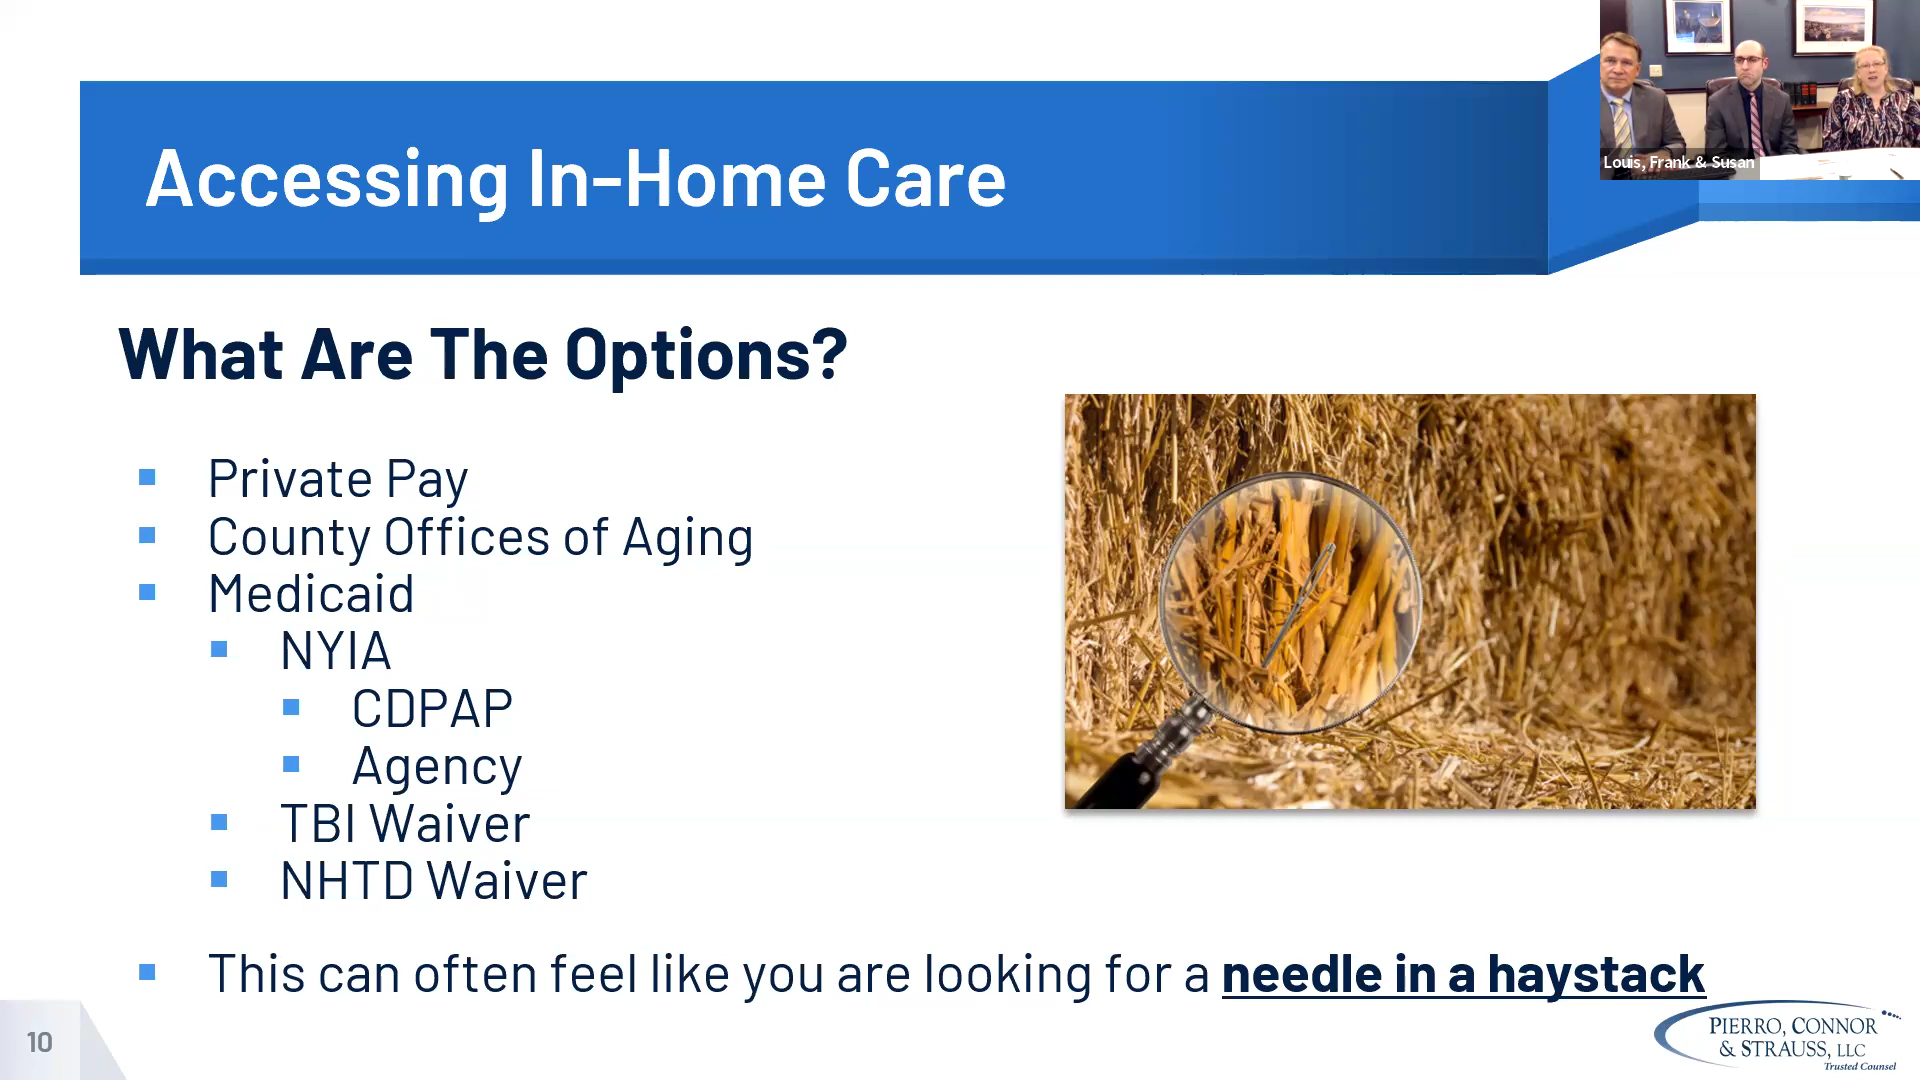 Louis, Frank & Susan
Accessing In-Home Care
What Are The Options?
Private Pay
County Offices of Aging
Medicaid
NYIA
CDPAP
Agency
TBI Waiver
NHTD Waiver
This can often feel like you are looking for a needle in a haystack
10
PIERRO, CONNOR
& STRAUSS, LLC
Trusted Counsel